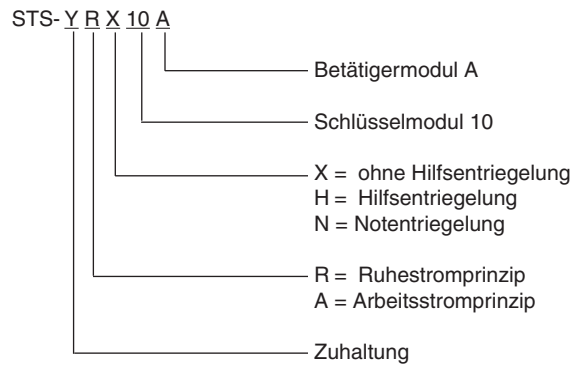 STS- Y R X 10 A
Betätigermodul A
Schlüsselmodul 10
X = ohne Hilfsentriegelung
H = Hilfsentriegelung
N = Notentriegelung
R = Ruhestromprinzip
A = Arbeitsstromprinzip
Zuhaltung